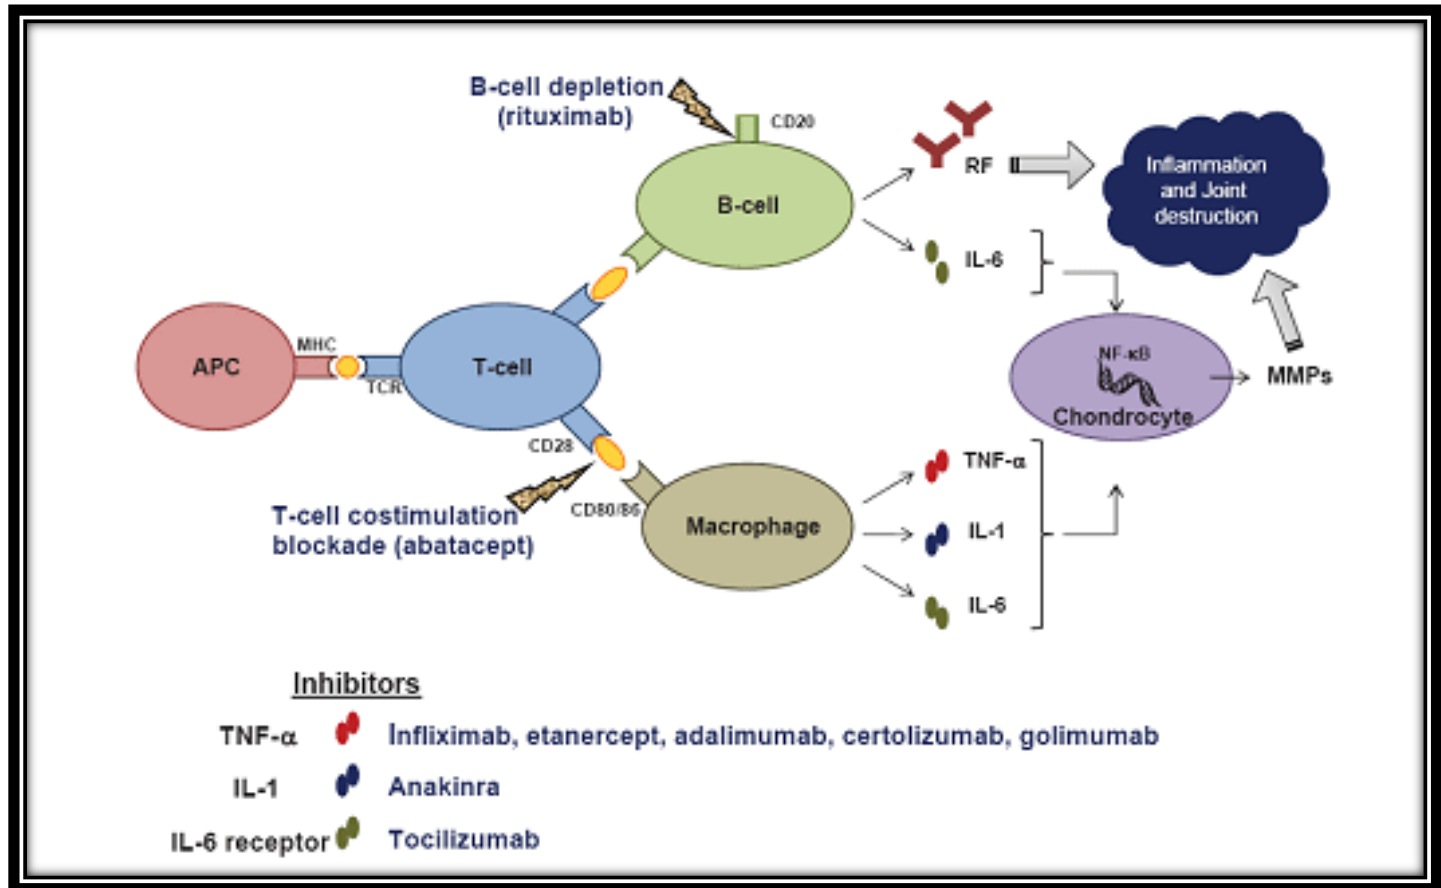 B-cell depletion
(rituximab)
CD20
B-cell
RF
IL-6
Inflammation
and Joint
destruction
APC
MHC
TCR
T-cell
NF-κB
Chondrocyte
MMPs
CD28
CD80/86
T-cell costimulation
blockade (abatacept)
Macrophage
TNF-α
IL-1
IL-6
Inhibitors
TNF-α Infliximab, etanercept, adalimumab, certolizumab, golimumab
IL-1 Anakinra
IL-6 receptor Tocilizumab